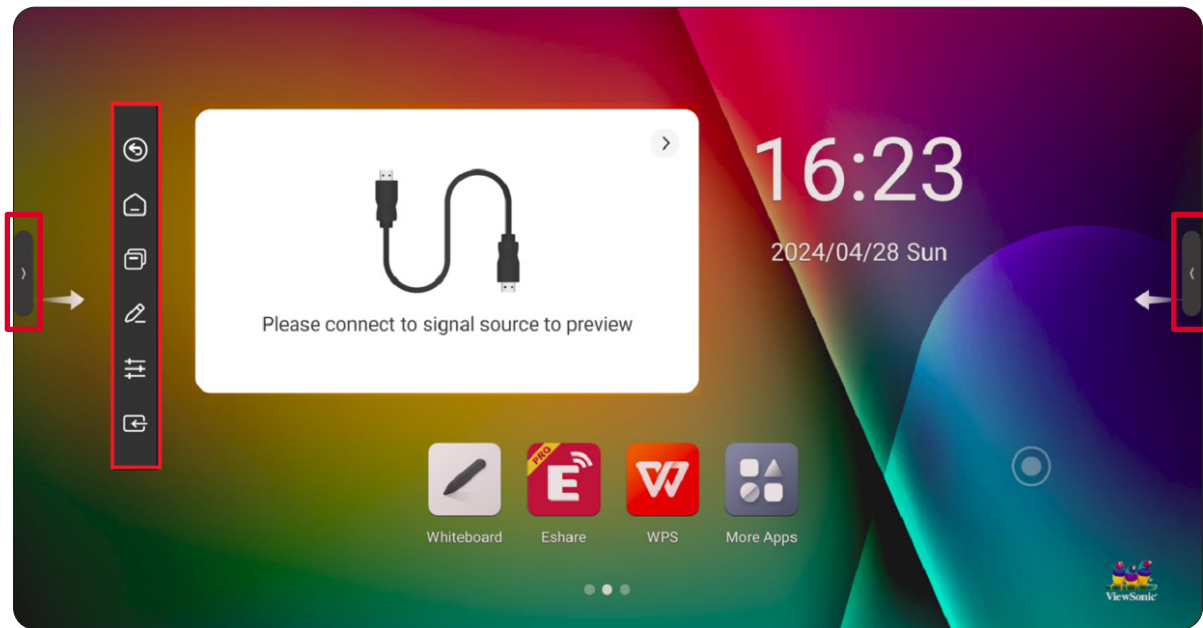 16:23
2024/04/28 Sun
Please connect to signal source to preview
PRO
E
W
Whiteboard
Eshare
WPS
More Apps
ViewSonic